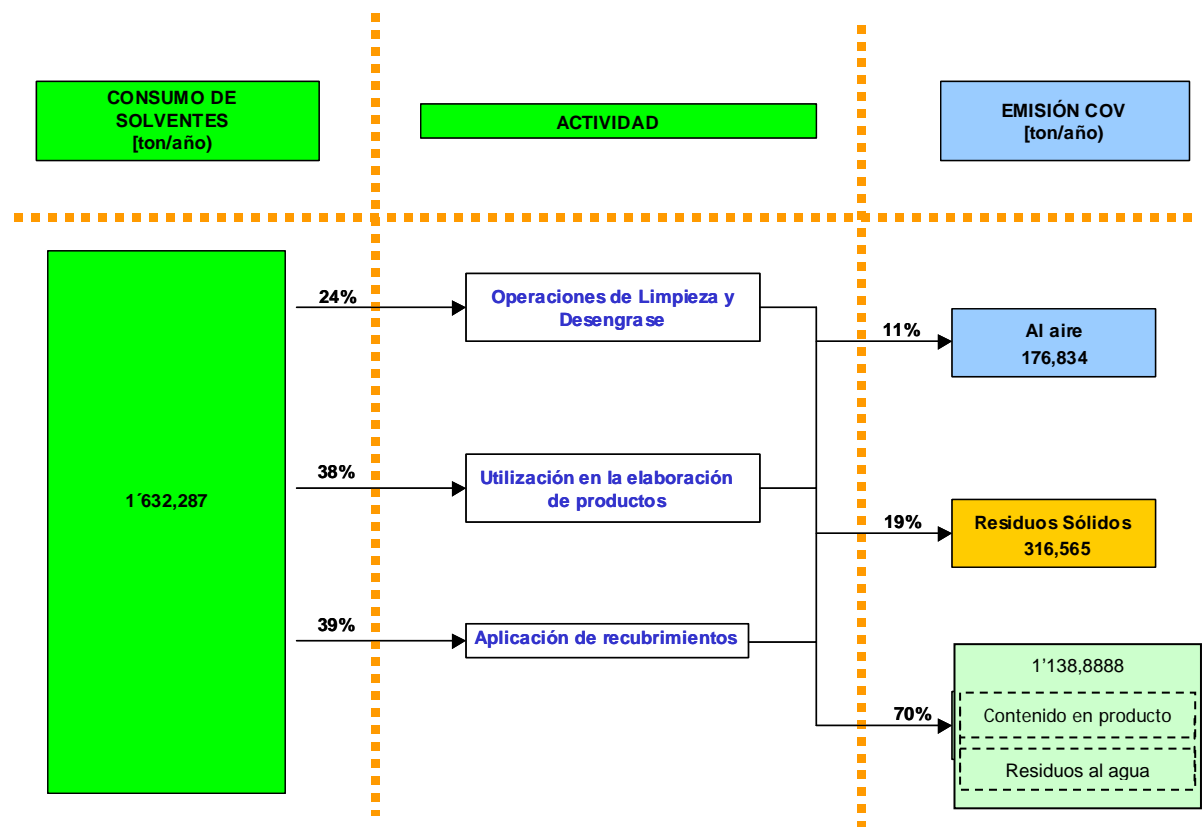 CONSUMO DE
SOLVENTES
[ton/año)
ACTIVIDAD
EMISIÓN COV
[ton/año)
1´632,287
24%
Operaciones de Limpieza y
Desengrase
11%
Al aire
176,834
38%
Utilización en la elaboración
de productos
19%
Residuos Sólidos
316,565
39%
Aplicación de recubrimientos
70%
1'138,8888
Contenido en producto
Residuos al agua